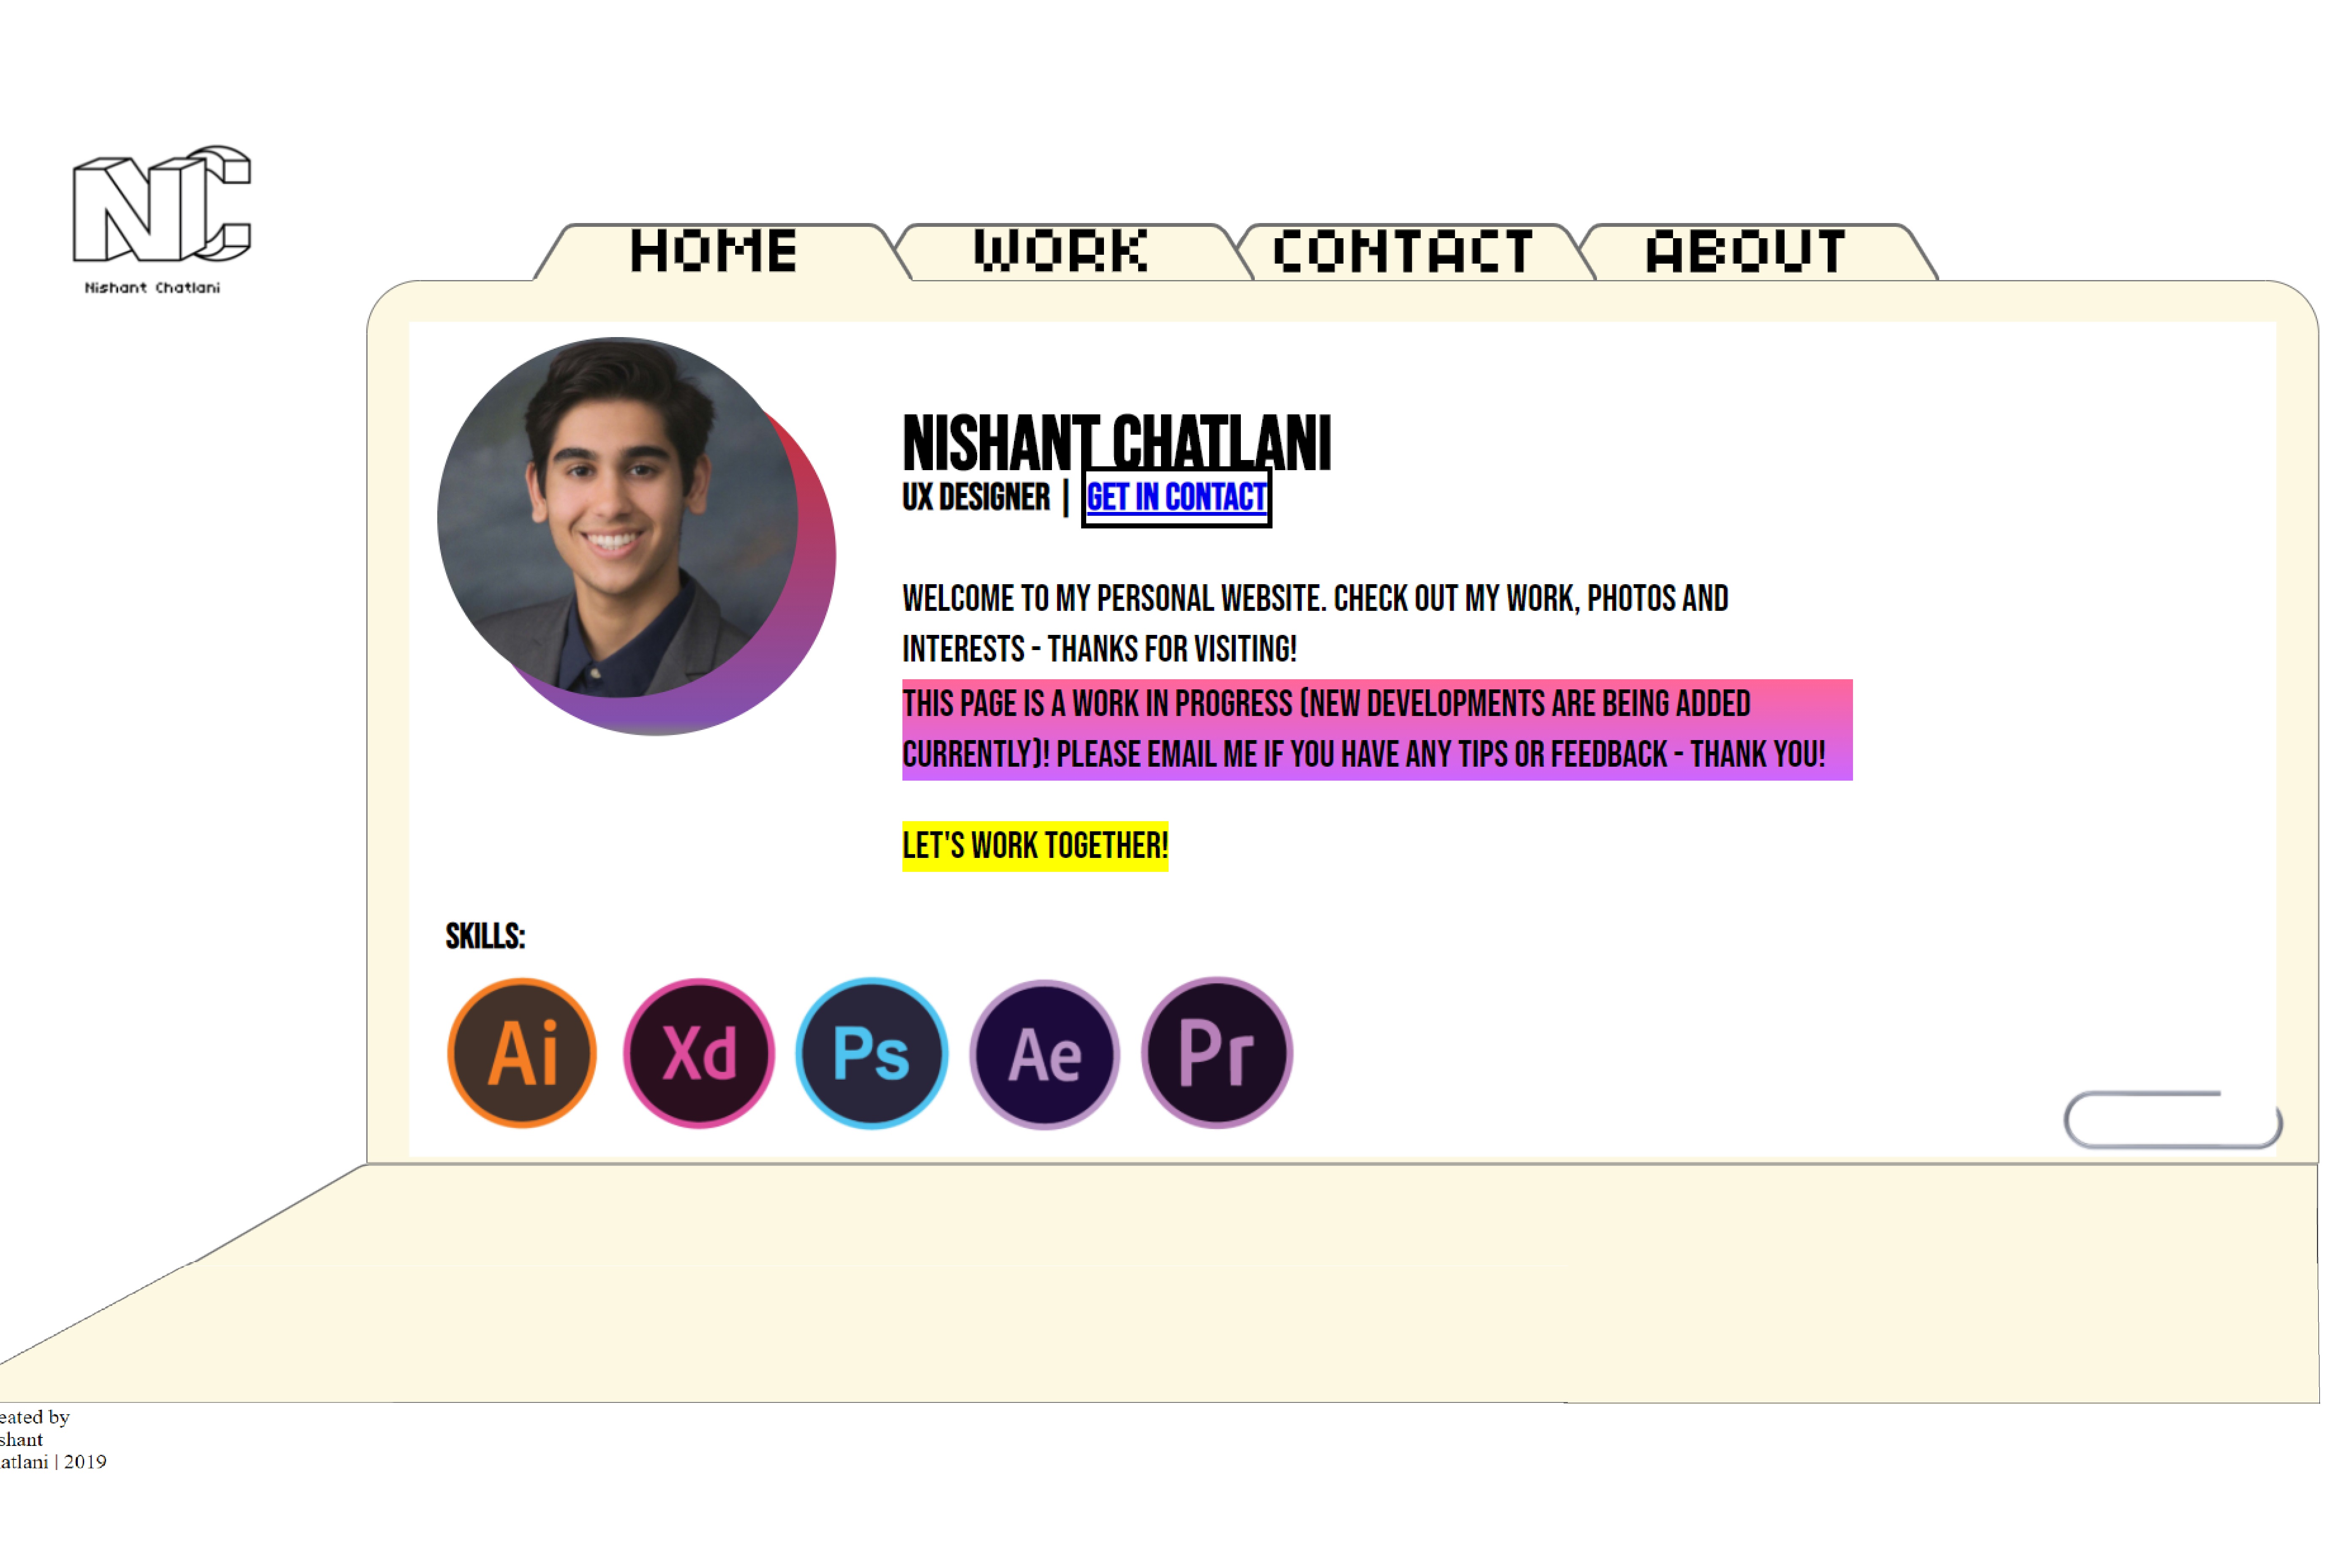 NC
Nishant Chatlani
HOME
WORK
CONTACT
ABOUT
NISHANT CHATLANI
UX DESIGNER | GET IN CONTACT
WELCOME TO MY PERSONAL WEBSITE. CHECK OUT MY WORK, PHOTOS AND
INTERESTS - THANKS FOR VISITING!
THIS PAGE IS A WORK IN PROGRESS (NEW DEVELOPMENTS ARE BEING ADDED
CURRENTLY)! PLEASE EMAIL ME IF YOU HAVE ANY TIPS OR FEEDBACK - THANK YOU!
LET'S WORK TOGETHER!
SKILLS:
Ai Xd Ps Ae Pr
eated by
shant
atlani | 2019